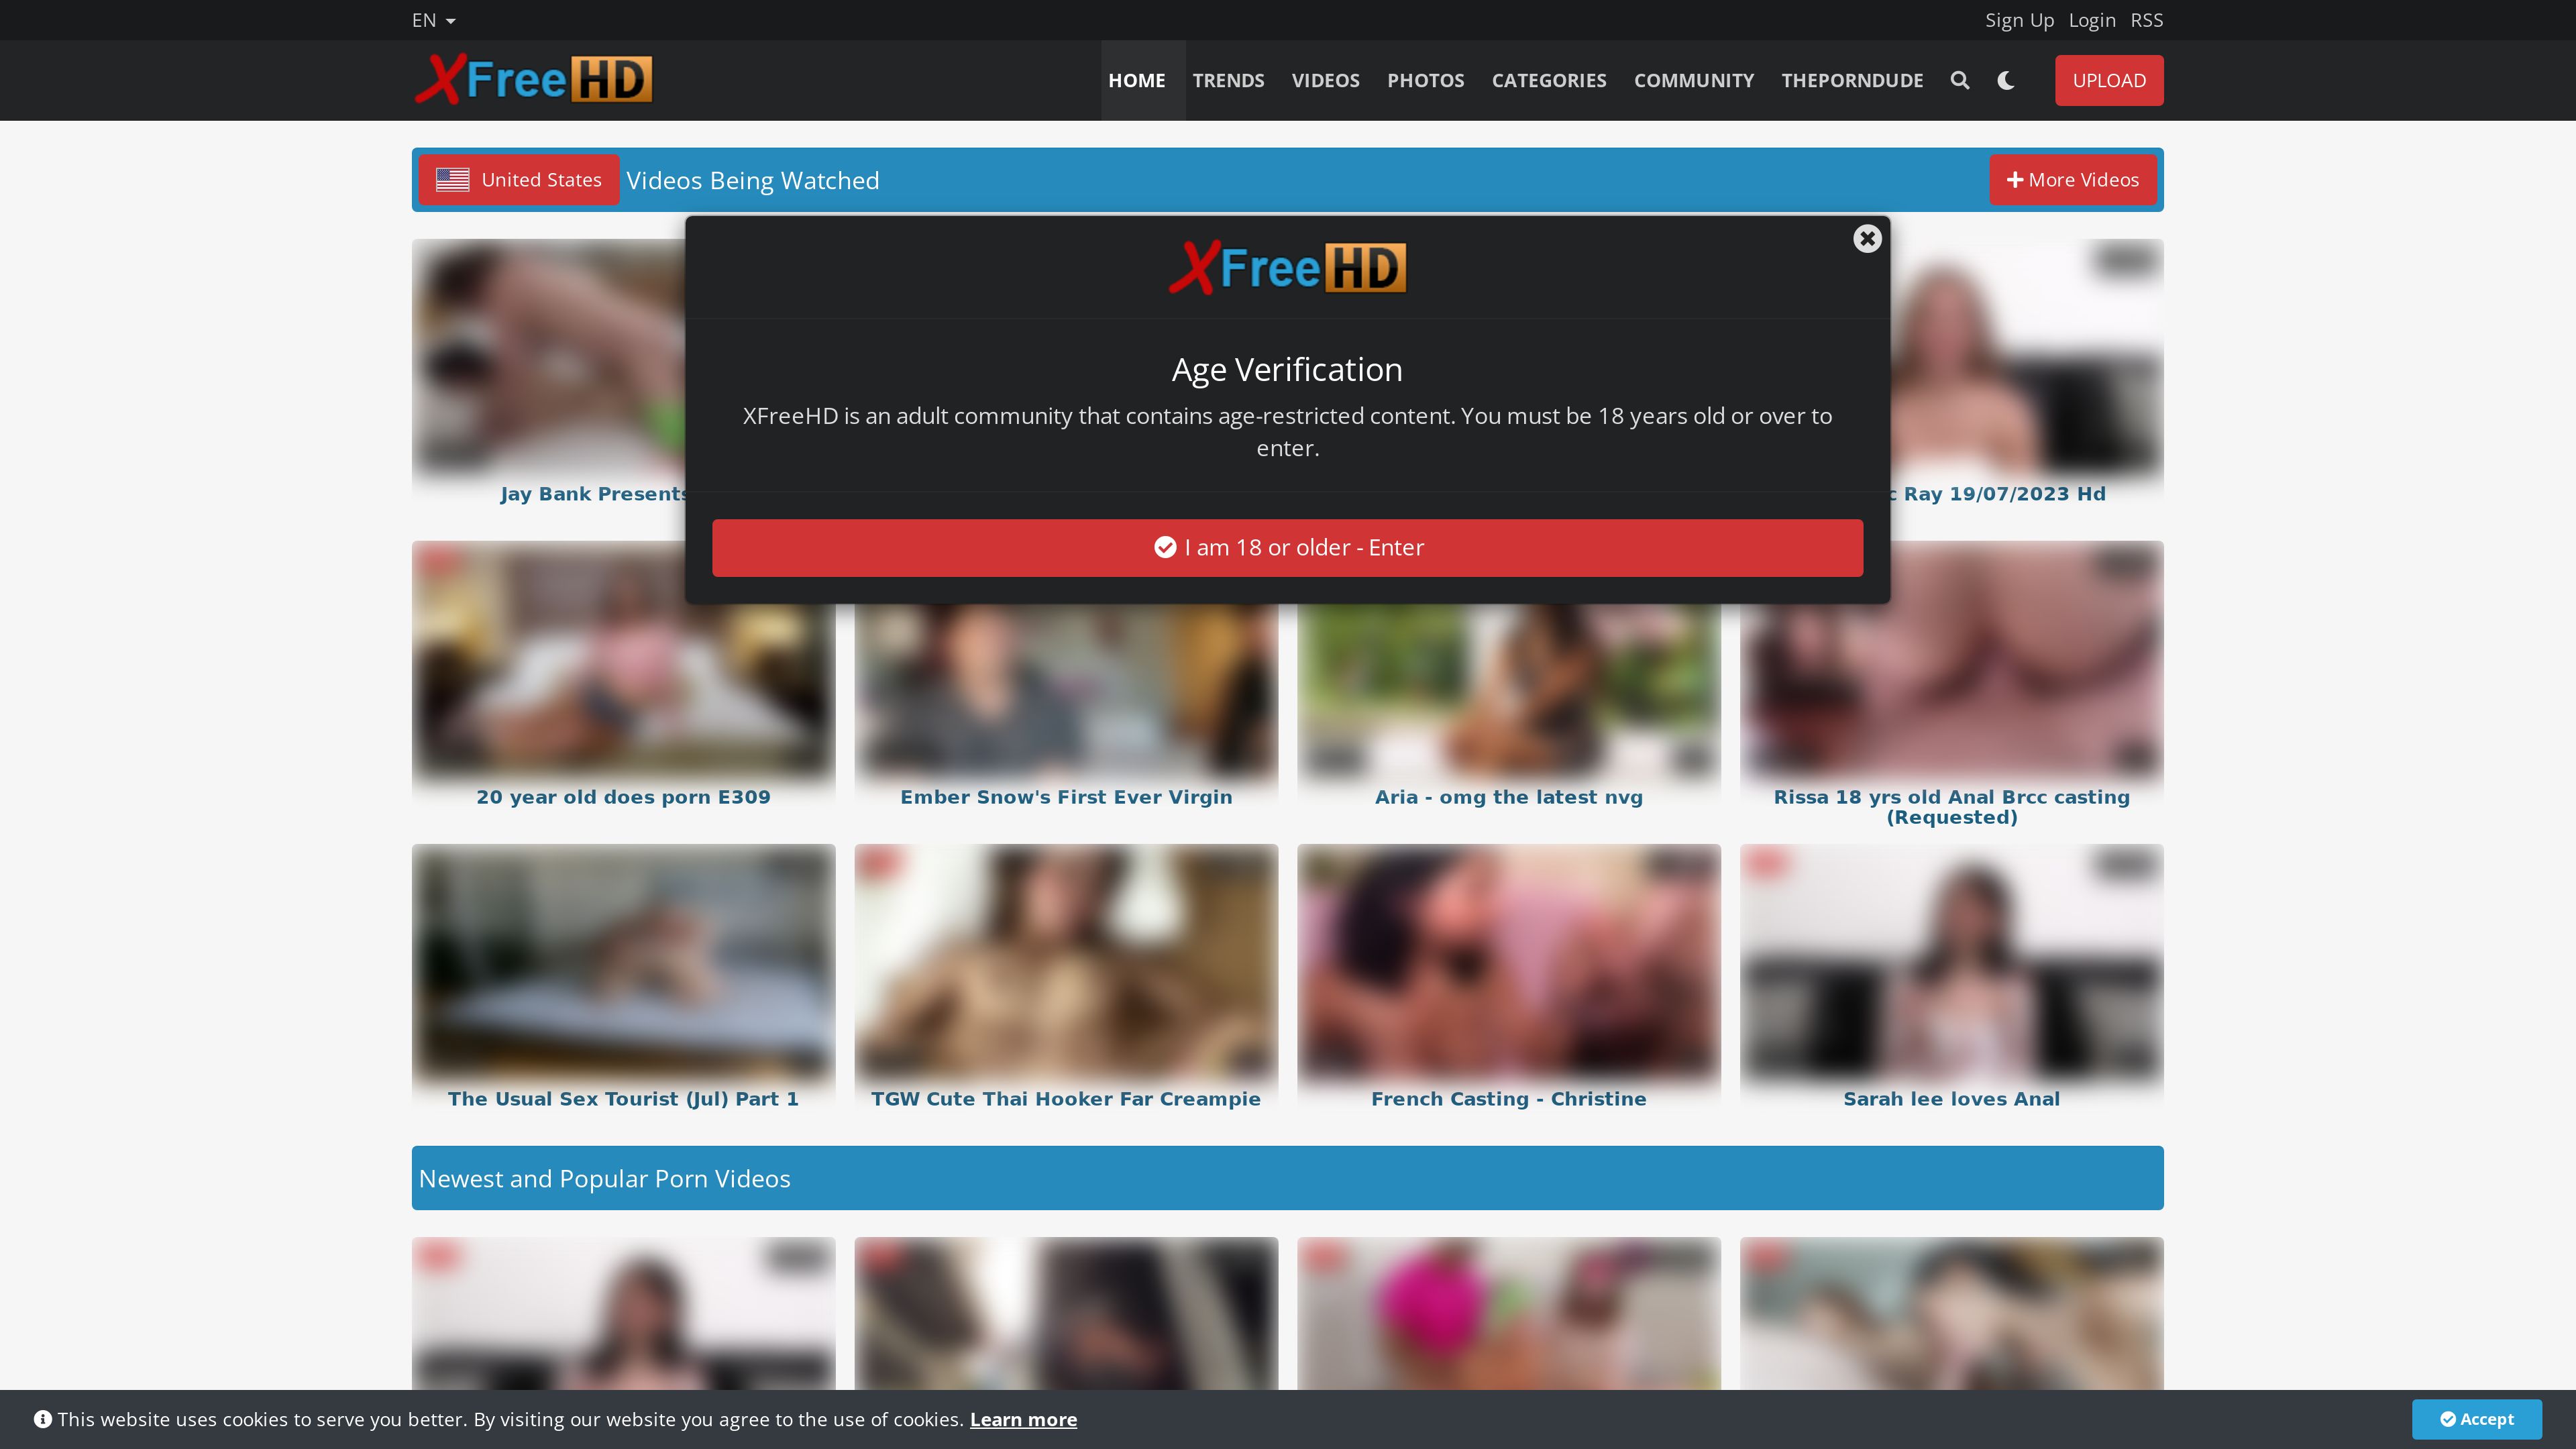 EN
Sign Up Login RSS
XFreeHD
HOME TRENDS VIDEOS PHOTOS CATEGORIES COMMUNITY THEPORNDUDE UPLOAD
United States Videos Being Watched More Videos
XFreeHD
Age Verification
XFreeHD is an adult community that contains age-restricted content. You must be 18 years old or over to
enter.
I am 18 or older - Enter
Jay Bank Presents
Ray 19/07/2023 Hd
20 year old does porn E309
Ember Snow's First Ever Virgin
Aria - omg the latest nvg
Rissa 18 yrs old Anal Brcc casting
(Requested)
The Usual Sex Tourist (Jul) Part 1
TGW Cute Thai Hooker Far Creampie
French Casting - Christine
Sarah lee loves Anal
Newest and Popular Porn Videos
This website uses cookies to serve you better. By visiting our website you agree to the use of cookies. Learn more
Accept